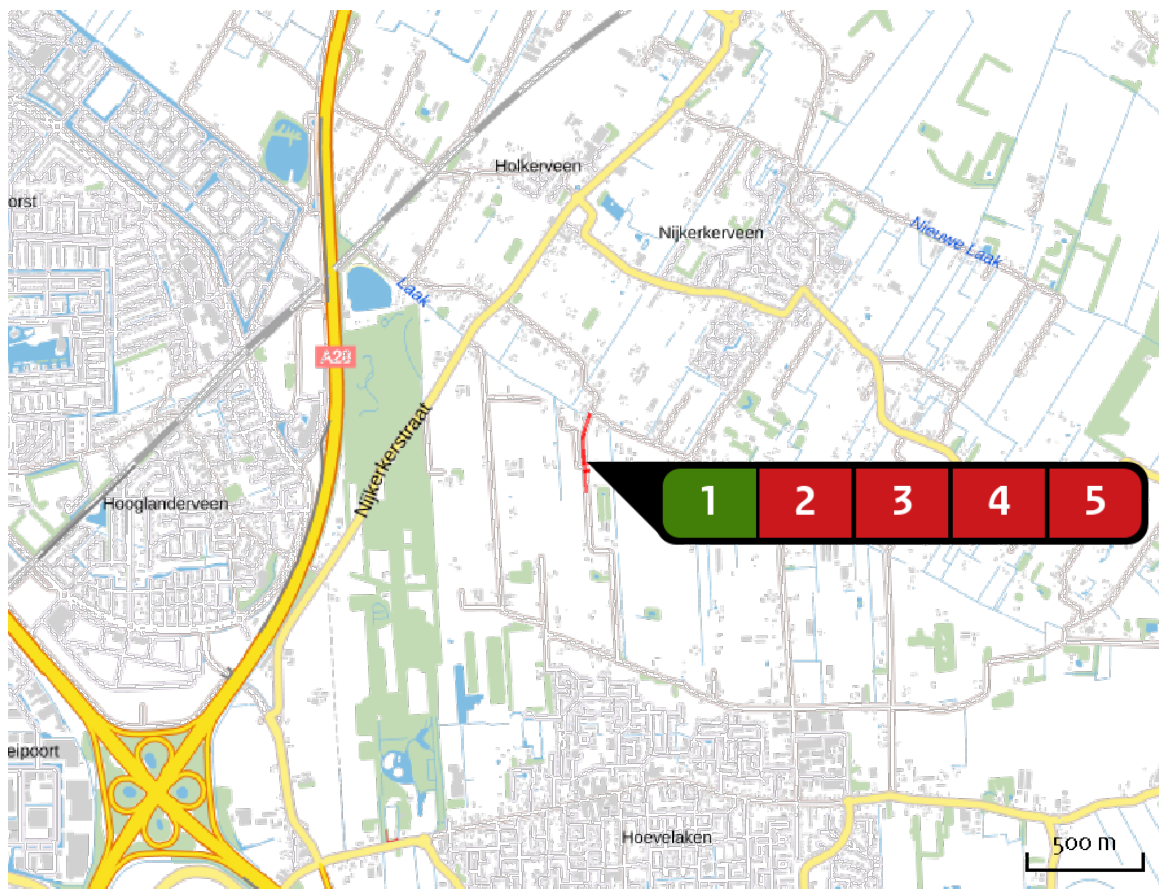 Holkerveen
orst
Nijkerkerveen
Nieuwe Laak
Laak
A28
Nijkerkerstraat
Hooglanderveen
1 2 3 4 5
eipoort
Hoevelaken
500 m